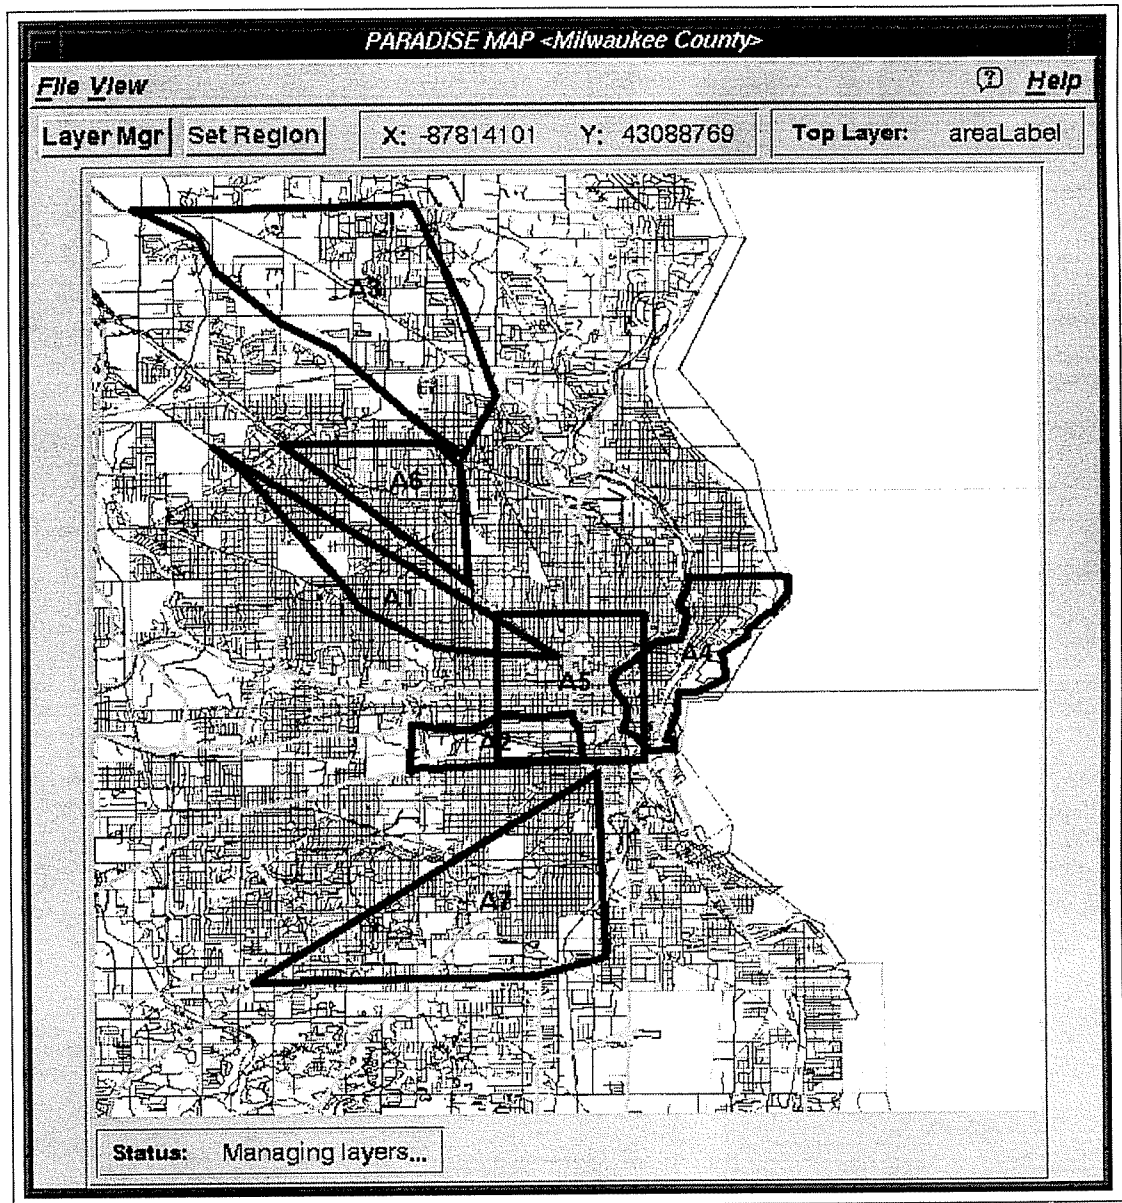 PARADISE MAP <Milwaukee County>
File View ? Help
Layer Mgr Set Region X: -87814101 Y: 43088769 Top Layer: areaLabel
A3
A6
A1
A4
A5
A2
A7
Status: Managing layers...